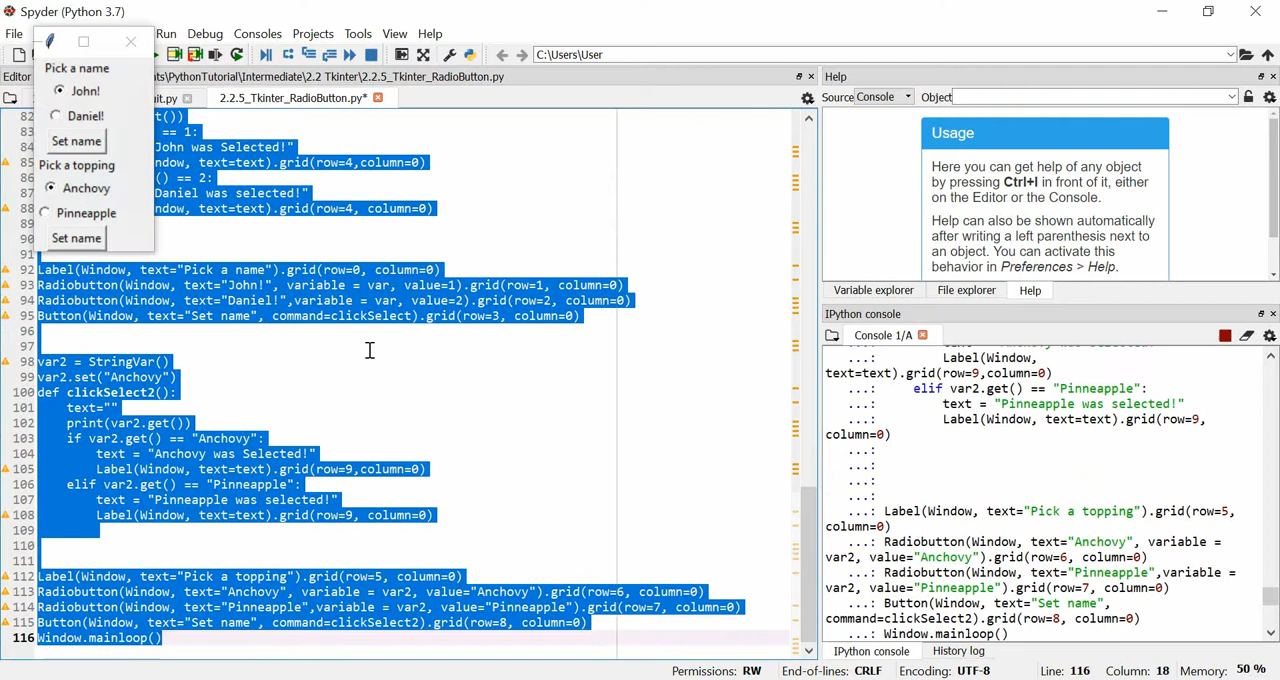 Spyder (Python 3.7)
File Run Debug Consoles Projects Tools View Help
C:\Users\User
Editor nts\PythonTutorial\Intermediate\2.2 Tkinter\2.2.5_Tkinter_RadioButton.py
uit.py 2.2.5_Tkinter_RadioButton.py*
Pick a name
John!
Daniel!
Set name
Pick a topping
Anchovy
Pinneapple
Set name
82 t())
83 == 1:
84 John was Selected!"
85 ndow, text=text).grid(row=4,column=0)
86 () == 2:
87 Daniel was selected!"
88 ndow, text=text).grid(row=4, column=0)
89
90
91
92 Label(Window, text="Pick a name").grid(row=0, column=0)
93 Radiobutton(Window, text="John!", variable = var, value=1).grid(row=1, column=0)
94 Radiobutton(Window, text="Daniel!",variable = var, value=2).grid(row=2, column=0)
95 Button(Window, text="Set name", command=clickSelect).grid(row=3, column=0)
96
97
98 var2 = StringVar()
99 var2.set("Anchovy")
100 def clickSelect2():
101 text=""
102 print(var2.get())
103 if var2.get() == "Anchovy":
104 text = "Anchovy was Selected!"
105 Label(Window, text=text).grid(row=9,column=0)
106 elif var2.get() == "Pinneapple":
107 text = "Pinneapple was selected!"
108 Label(Window, text=text).grid(row=9, column=0)
109
110
111
112 Label(Window, text="Pick a topping").grid(row=5, column=0)
113 Radiobutton(Window, text="Anchovy", variable = var2, value="Anchovy").grid(row=6, column=0)
114 Radiobutton(Window, text="Pinneapple",variable = var2, value="Pinneapple").grid(row=7, column=0)
115 Button(Window, text="Set name", command=clickSelect2).grid(row=8, column=0)
116 Window.mainloop()
Help
Source Console Object
Usage
Here you can get help of any object
by pressing Ctrl+I in front of it, either
on the Editor or the Console.
Help can also be shown automatically
after writing a left parenthesis next to
an object. You can activate this
behavior in Preferences > Help.
Variable explorer File explorer Help
IPython console
Console 1/A
...: Label(Window,
text=text).grid(row=9,column=0)
...: elif var2.get() == "Pinneapple":
...: text = "Pinneapple was selected!"
...: Label(Window, text=text).grid(row=9,
column=0)
...:
...:
...:
...: Label(Window, text="Pick a topping").grid(row=5,
column=0)
...: Radiobutton(Window, text="Anchovy", variable =
var2, value="Anchovy").grid(row=6, column=0)
...: Radiobutton(Window, text="Pinneapple",variable =
var2, value="Pinneapple").grid(row=7, column=0)
...: Button(Window, text="Set name",
command=clickSelect2).grid(row=8, column=0)
...: Window.mainloop()
IPython console History log
Permissions: RW End-of-lines: CRLF Encoding: UTF-8 Line: 116 Column: 18 Memory: 50 %